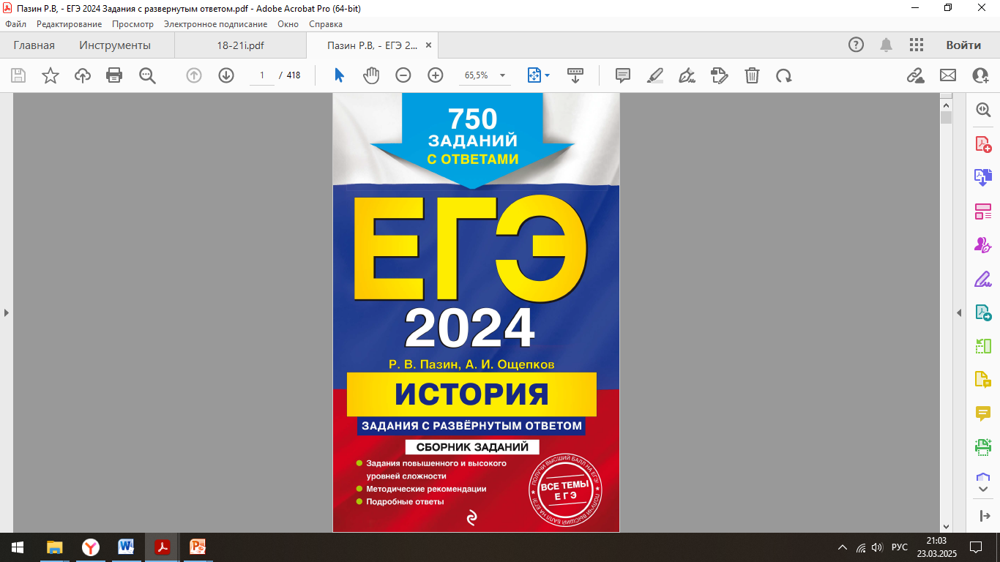 Пазин Р.В, - ЕГЭ 2024 Задания с развернутым ответом.pdf - Adobe Acrobat Pro (64-bit)
Файл Редактирование Просмотр Электронное подписание Окно Справка
Главная Инструменты 18-21i.pdf Пазин Р.В, - ЕГЭ 2... Войти
1 / 418 65,5%
750
ЗАДАНИЙ
С ОТВЕТАМИ
ЕГЭ
2024
Р. В. Пазин, А. И. Ощепков
ИСТОРИЯ
ЗАДАНИЯ С РАЗВЁРНУТЫМ ОТВЕТОМ
СБОРНИК ЗАДАНИЙ
Задания повышенного и высокого
уровней сложности
Методические рекомендации
Подробные ответы
ПОЛУЧИ ВЫСШИЙ БАЛЛ НА ЕГЭ!
ВСЕ ТЕМЫ
ЕГЭ
ПОЛУЧИ ВЫСШИЙ БАЛЛ НА ЕГЭ!
РУС
21:03
23.03.2025